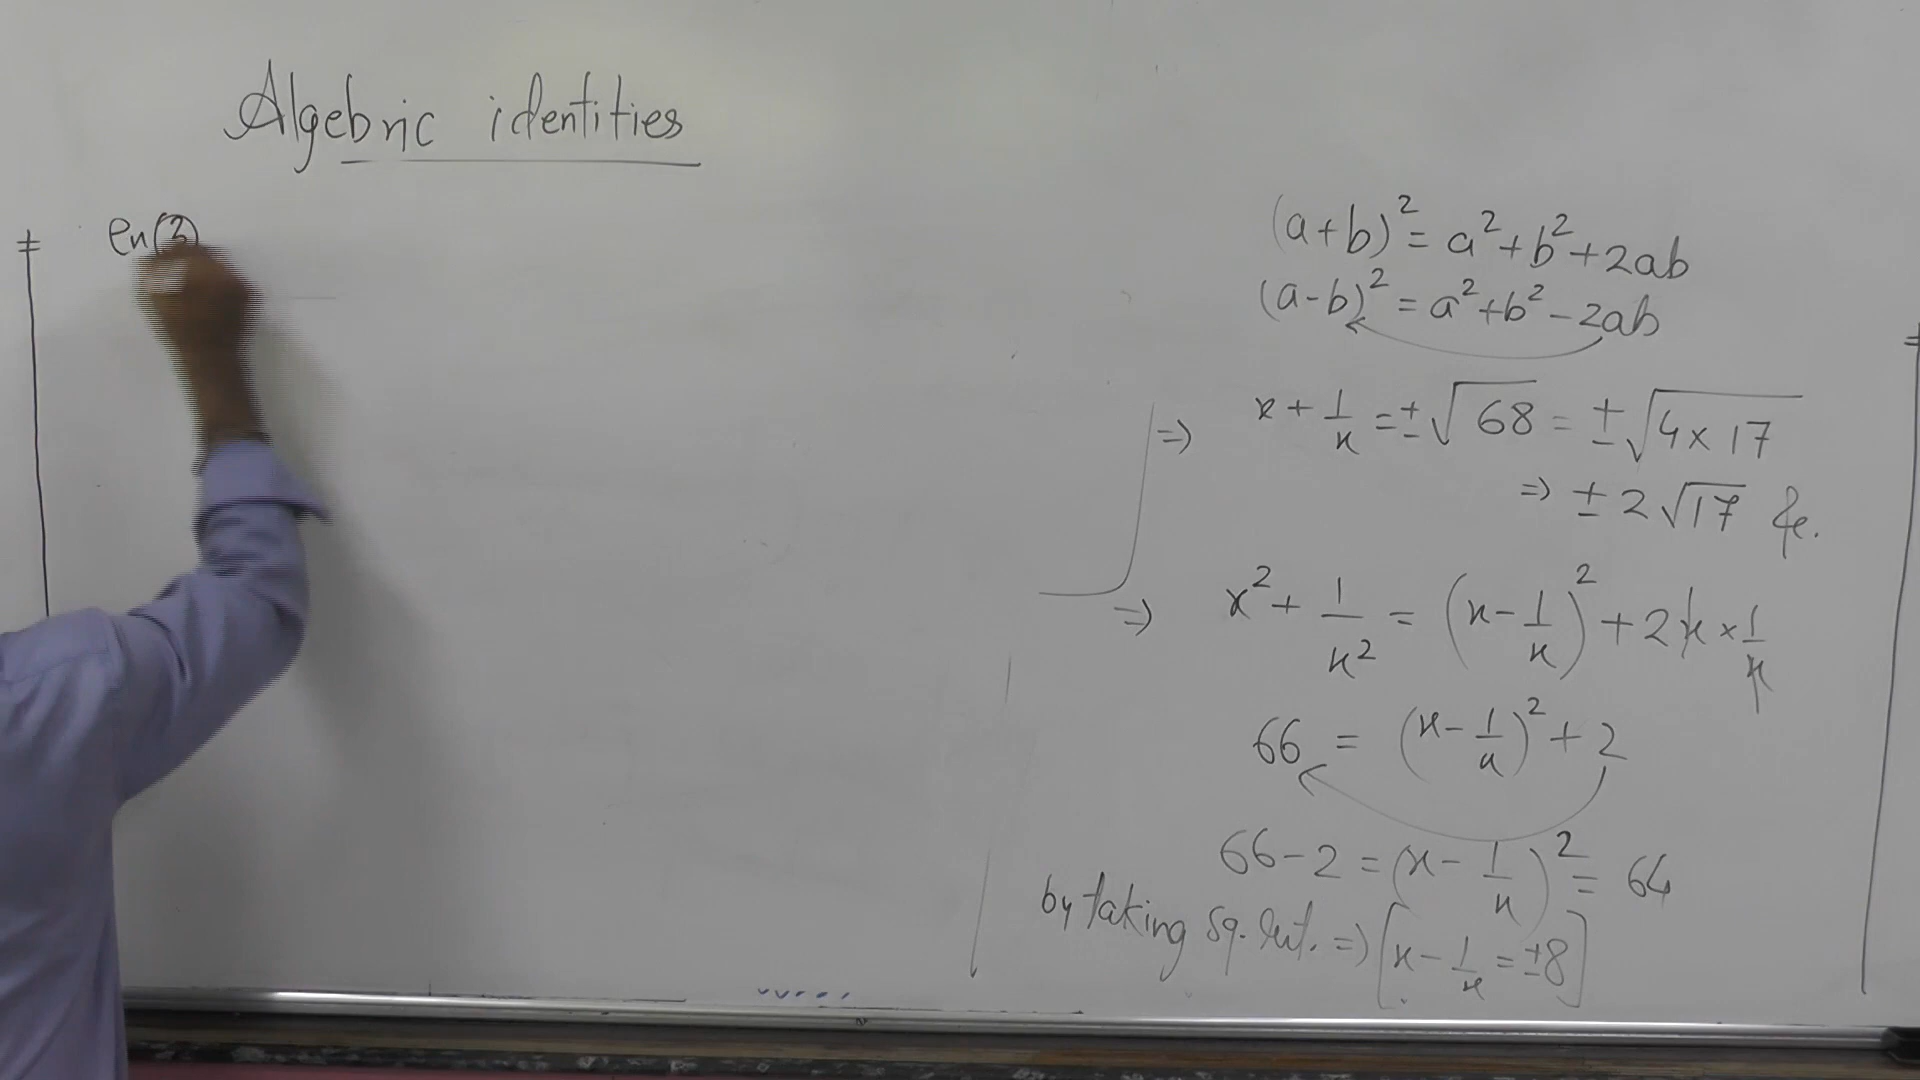 Algebric identities
en(3)
(a+b)² = a²+b²+2ab
(a-b)² = a²+b²-2ab
=> x + 1/x = ± √68 = ± √4×17
=> ± 2√17
=> x² + 1/x² = (x - 1/x)² + 2x × 1/x
66 = (x - 1/x)² + 2
66-2 = (x - 1/x)² = 64
by taking sq. => [x - 1/x = ±8]